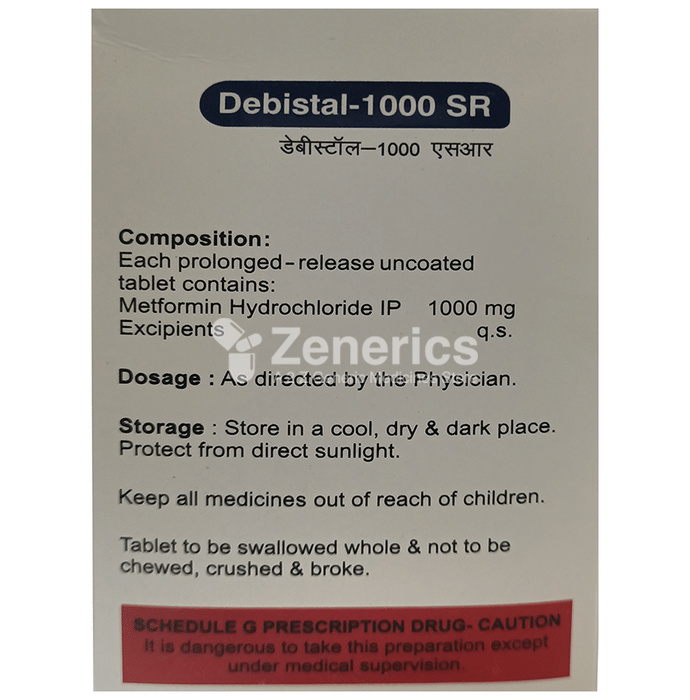 Debistal-1000 SR
डेबीस्टॉल–1000 एसआर
Composition:
Each prolonged-release uncoated
tablet contains:
Metformin Hydrochloride IP 1000 mg
Excipients q.s.
Zenerics
Dosage : As directed by the Physician.
Storage : Store in a cool, dry & dark place.
Protect from direct sunlight.
Keep all medicines out of reach of children.
Tablet to be swallowed whole & not to be
chewed, crushed & broke.
SCHEDULE G PRESCRIPTION DRUG- CAUTION
It is dangerous to take this preparation except
under medical supervision.